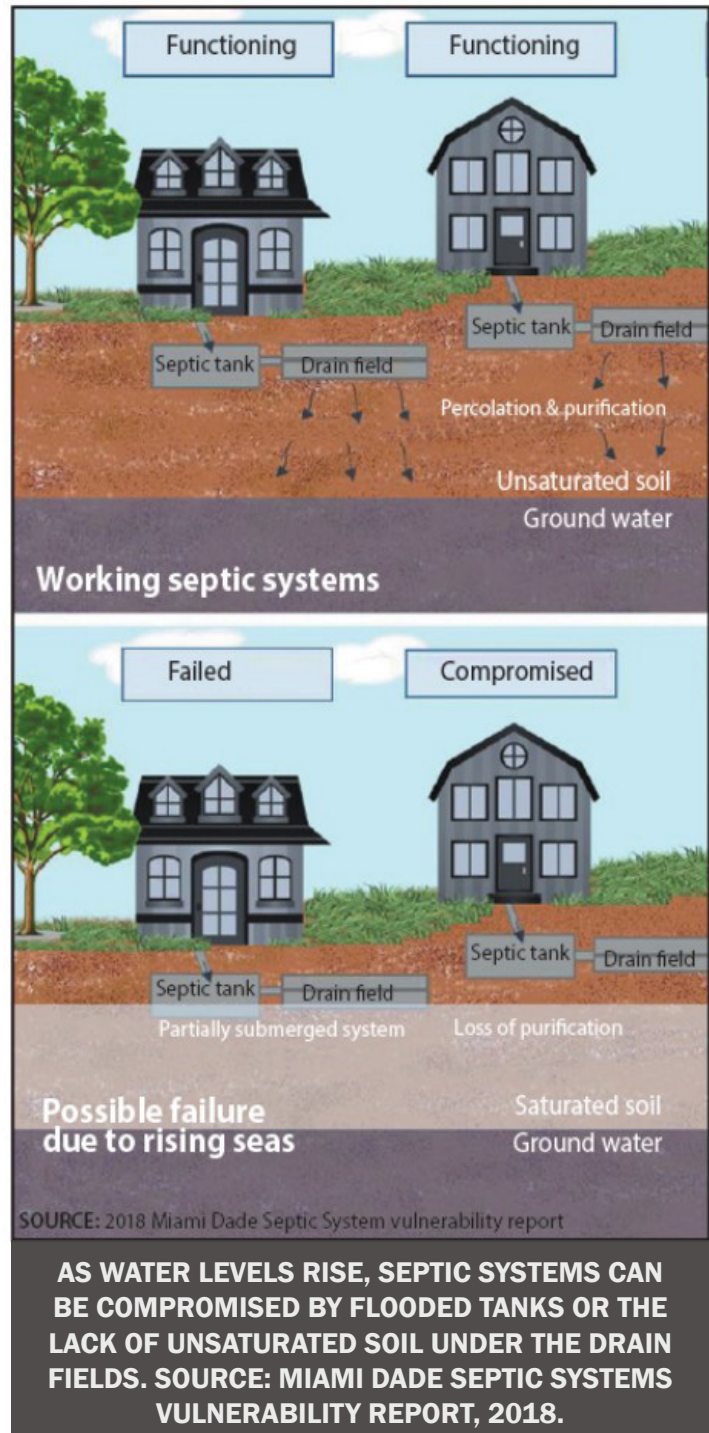 Functioning
Functioning
Septic tank
Drain field
Septic tank
Drain field
Percolation & purification
Unsaturated soil
Ground water
Working septic systems
Failed
Compromised
Septic tank
Drain field
Septic tank
Drain field
Partially submerged system
Loss of purification
Possible failure
due to rising seas
Saturated soil
Ground water
SOURCE: 2018 Miami Dade Septic System vulnerability report
AS WATER LEVELS RISE, SEPTIC SYSTEMS CAN
BE COMPROMISED BY FLOODED TANKS OR THE
LACK OF UNSATURATED SOIL UNDER THE DRAIN
FIELDS. SOURCE: MIAMI DADE SEPTIC SYSTEMS
VULNERABILITY REPORT, 2018.